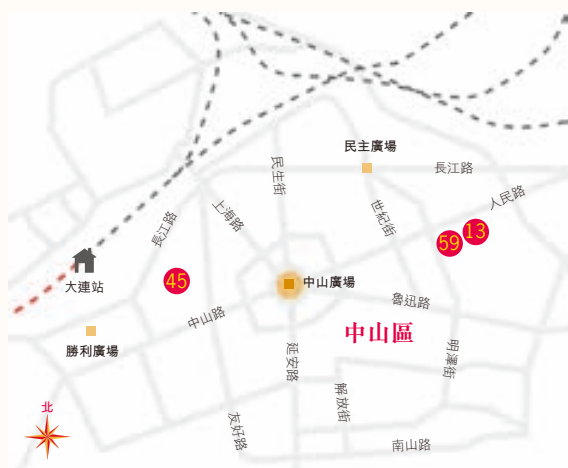 民主廣場
長江路
民生街
人民路
世紀街
上海路
長江路
59
13
大連站
45
中山廣場
魯迅路
中山路
中山區
勝利廣場
延安路
明澤街
解放街
北
友好路
南山路